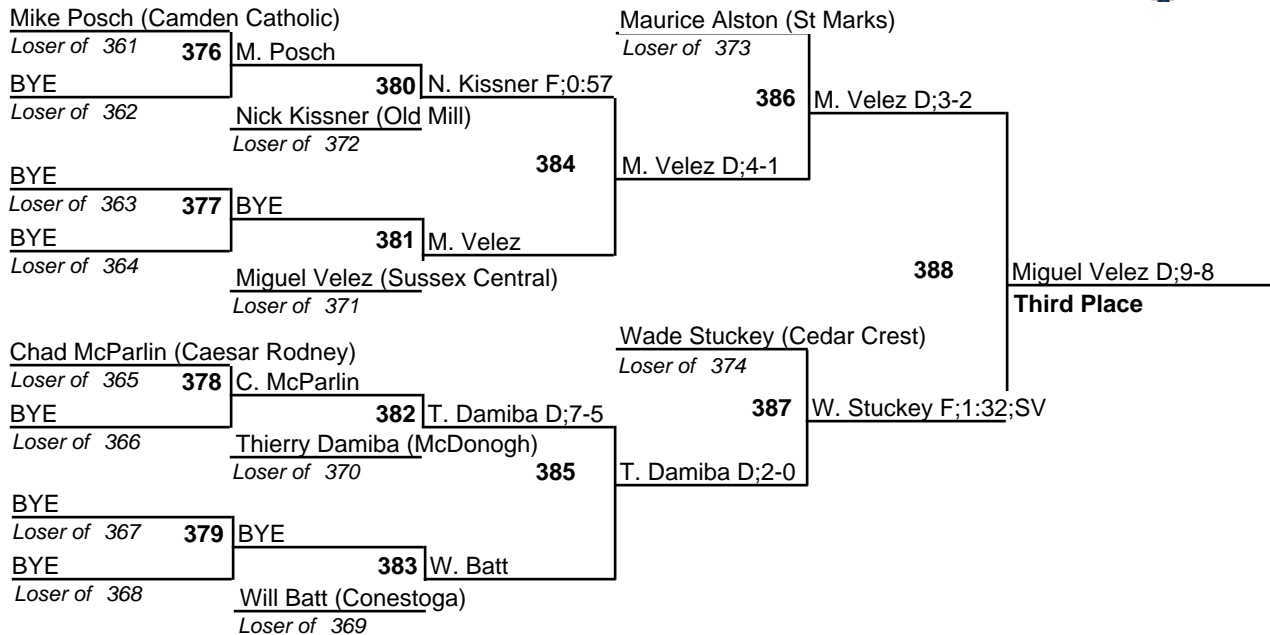 Mike Posch (Camden Catholic)
Loser of 361
376
M. Posch
BYE
Loser of 362
380
N. Kissner F;0:57
Nick Kissner (Old Mill)
Loser of 372
BYE
Loser of 363
377
BYE
BYE
Loser of 364
381
M. Velez
Miguel Velez (Sussex Central)
Loser of 371
384
M. Velez D;4-1
Maurice Alston (St Marks)
Loser of 373
386
M. Velez D;3-2
Chad McParlin (Caesar Rodney)
Loser of 365
378
C. McParlin
BYE
Loser of 366
382
T. Damiba D;7-5
Thierry Damiba (McDonogh)
Loser of 370
BYE
Loser of 367
379
BYE
BYE
Loser of 368
383
W. Batt
Will Batt (Conestoga)
Loser of 369
385
T. Damiba D;2-0
Wade Stuckey (Cedar Crest)
Loser of 374
387
W. Stuckey F;1:32;SV
388
Miguel Velez D;9-8
Third Place